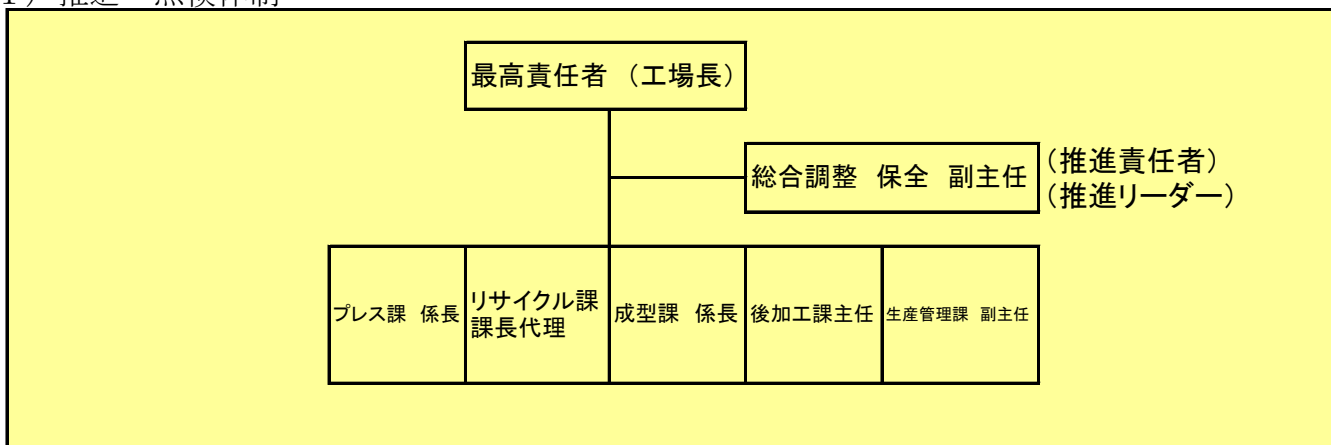 最高責任者 (工場長)
総合調整 保全 副主任
(推進責任者)
(推進リーダー)
プレス課 係長
リサイクル課
課長代理
成型課 係長
後加工課主任
生産管理課 副主任